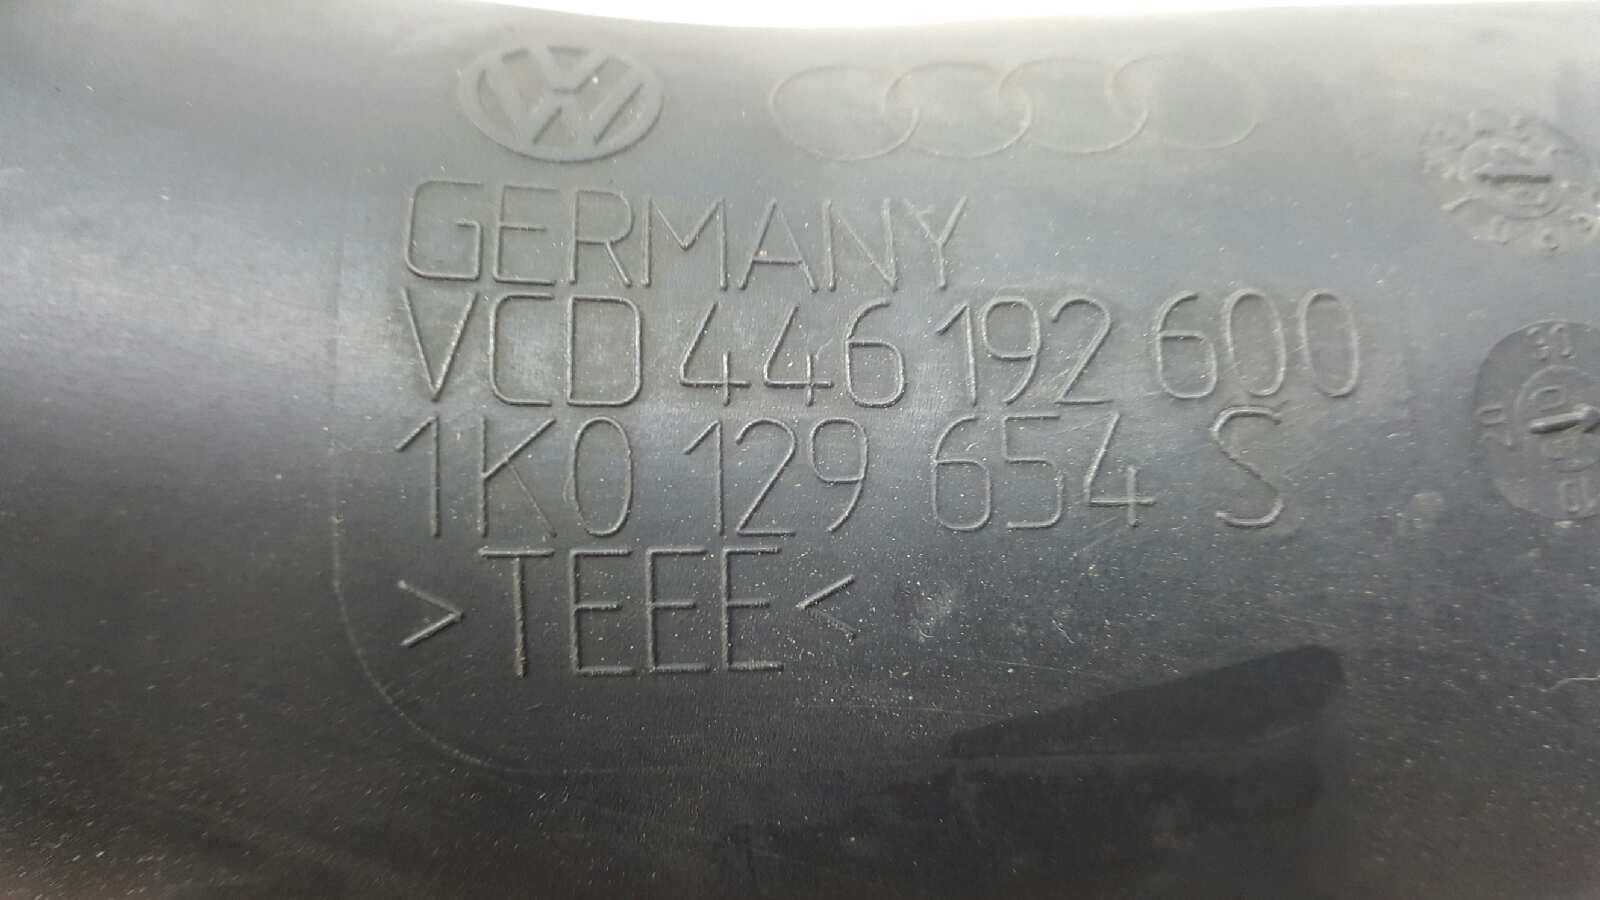 GERMANY
VCD 446 192 600
1K0 129 654 S
>TEEE<